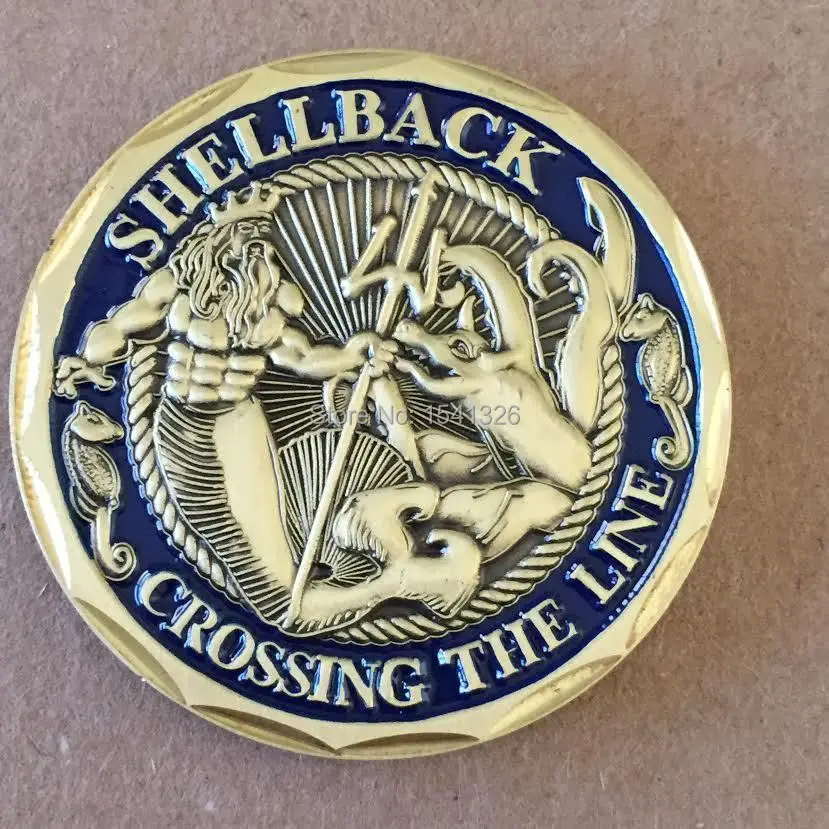 SHELLBACK
Store No: 1541326
CROSSING THE LINE